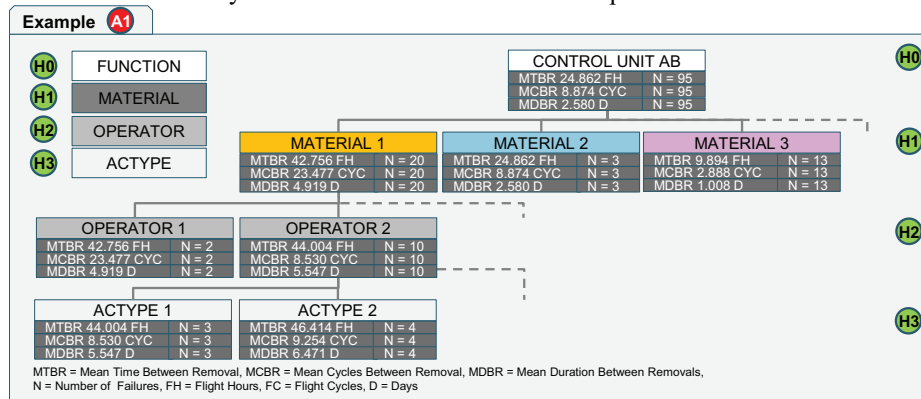 Example A1
H0 FUNCTION
H1 MATERIAL
H2 OPERATOR
H3 ACTYPE
CONTROL UNIT AB
MTBR 24.862 FH N = 95
MCBR 8.874 CYC N = 95
MDBR 2.580 D N = 95
H0
MATERIAL 1
MTBR 42.756 FH N = 20
MCBR 23.477 CYC N = 20
MDBR 4.919 D N = 20
MATERIAL 2
MTBR 24.862 FH N = 3
MCBR 8.874 CYC N = 3
MDBR 2.580 D N = 3
MATERIAL 3
MTBR 9.894 FH N = 13
MCBR 2.888 CYC N = 13
MDBR 1.008 D N = 13
H1
OPERATOR 1
MTBR 42.756 FH N = 2
MCBR 23.477 CYC N = 2
MDBR 4.919 D N = 2
OPERATOR 2
MTBR 44.004 FH N = 10
MCBR 8.530 CYC N = 10
MDBR 5.547 D N = 10
H2
ACTYPE 1
MTBR 44.004 FH N = 3
MCBR 8.530 CYC N = 3
MDBR 5.547 D N = 3
ACTYPE 2
MTBR 46.414 FH N = 4
MCBR 9.254 CYC N = 4
MDBR 6.471 D N = 4
H3
MTBR = Mean Time Between Removal, MCBR = Mean Cycles Between Removal, MDBR = Mean Duration Between Removals,
N = Number of Failures, FH = Flight Hours, FC = Flight Cycles, D = Days